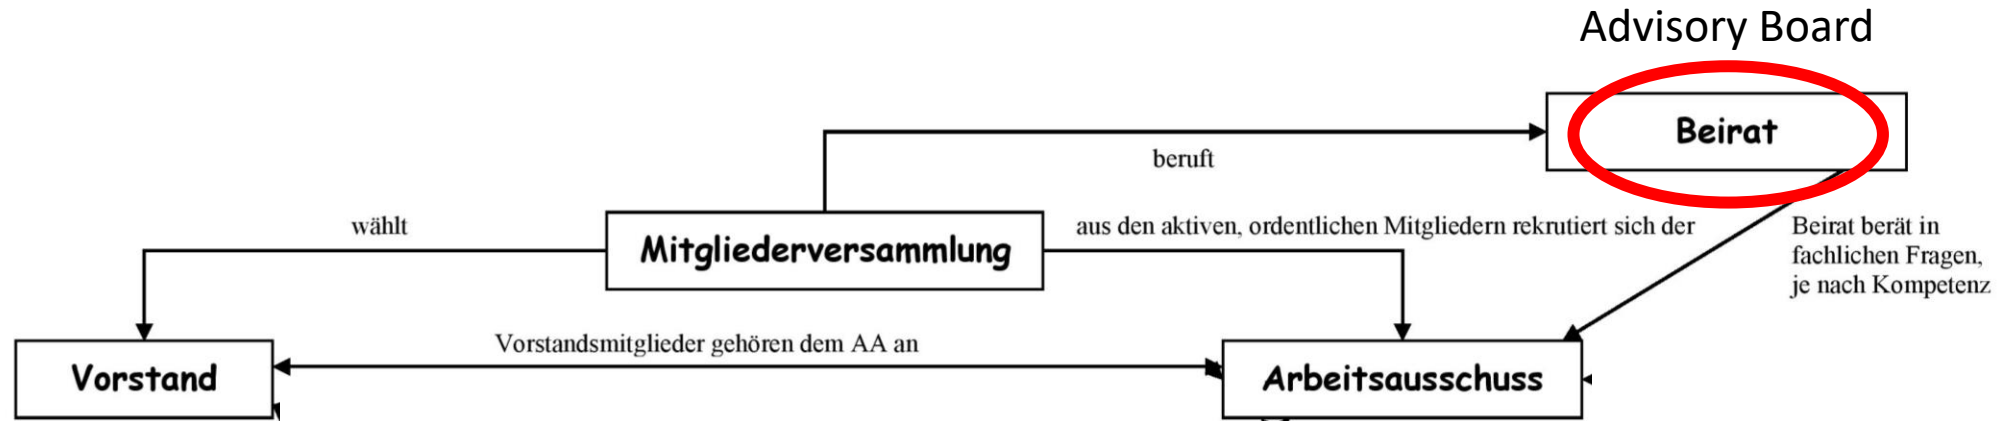 Advisory Board
Beirat
beruft
wählt
Mitgliederversammlung
aus den aktiven, ordentlichen Mitgliedern rekrutiert sich der
Beirat berät in
fachlichen Fragen,
je nach Kompetenz
Vorstandsmitglieder gehören dem AA an
Vorstand
Arbeitsausschuss